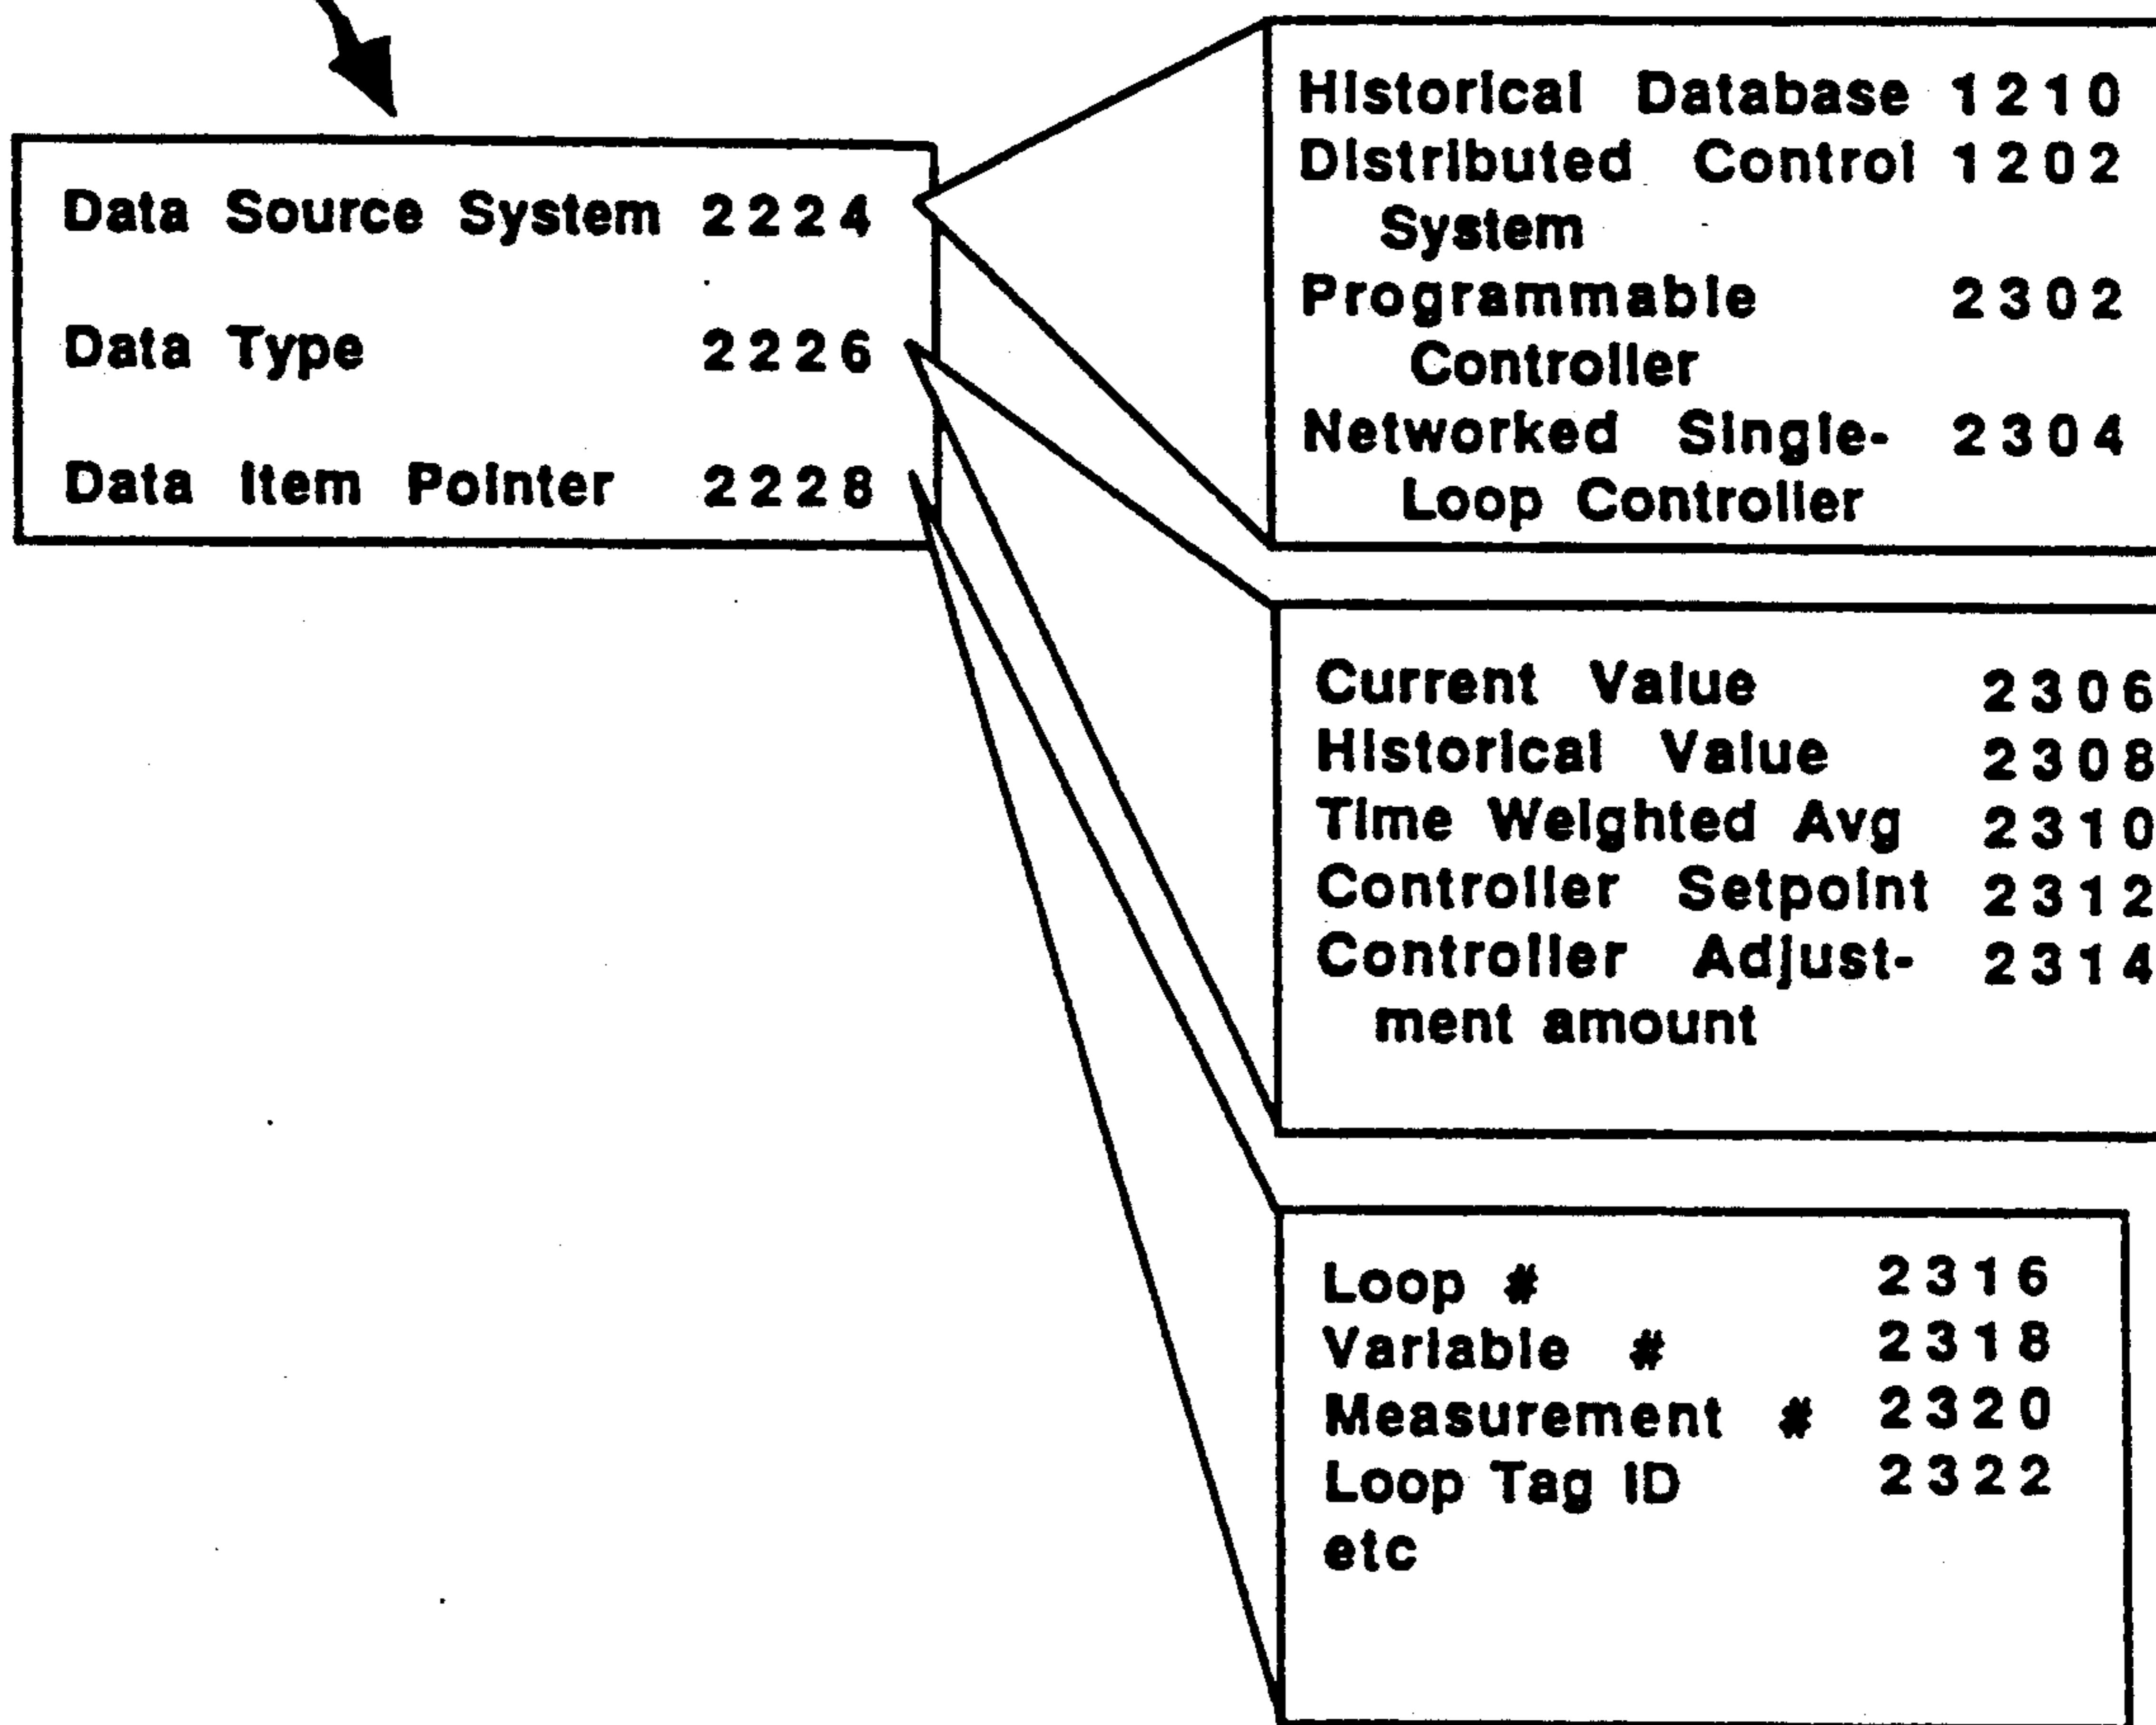 Data Source System 2224
Data Type 2226
Data Item Pointer 2228
Historical Database 1210
Distributed Control 1202
System
Programmable 2302
Controller
Networked Single- 2304
Loop Controller
Current Value 2306
Historical Value 2308
Time Weighted Avg 2310
Controller Setpoint 2312
Controller Adjust- 2314
ment amount
Loop # 2316
Variable # 2318
Measurement # 2320
Loop Tag ID 2322
etc